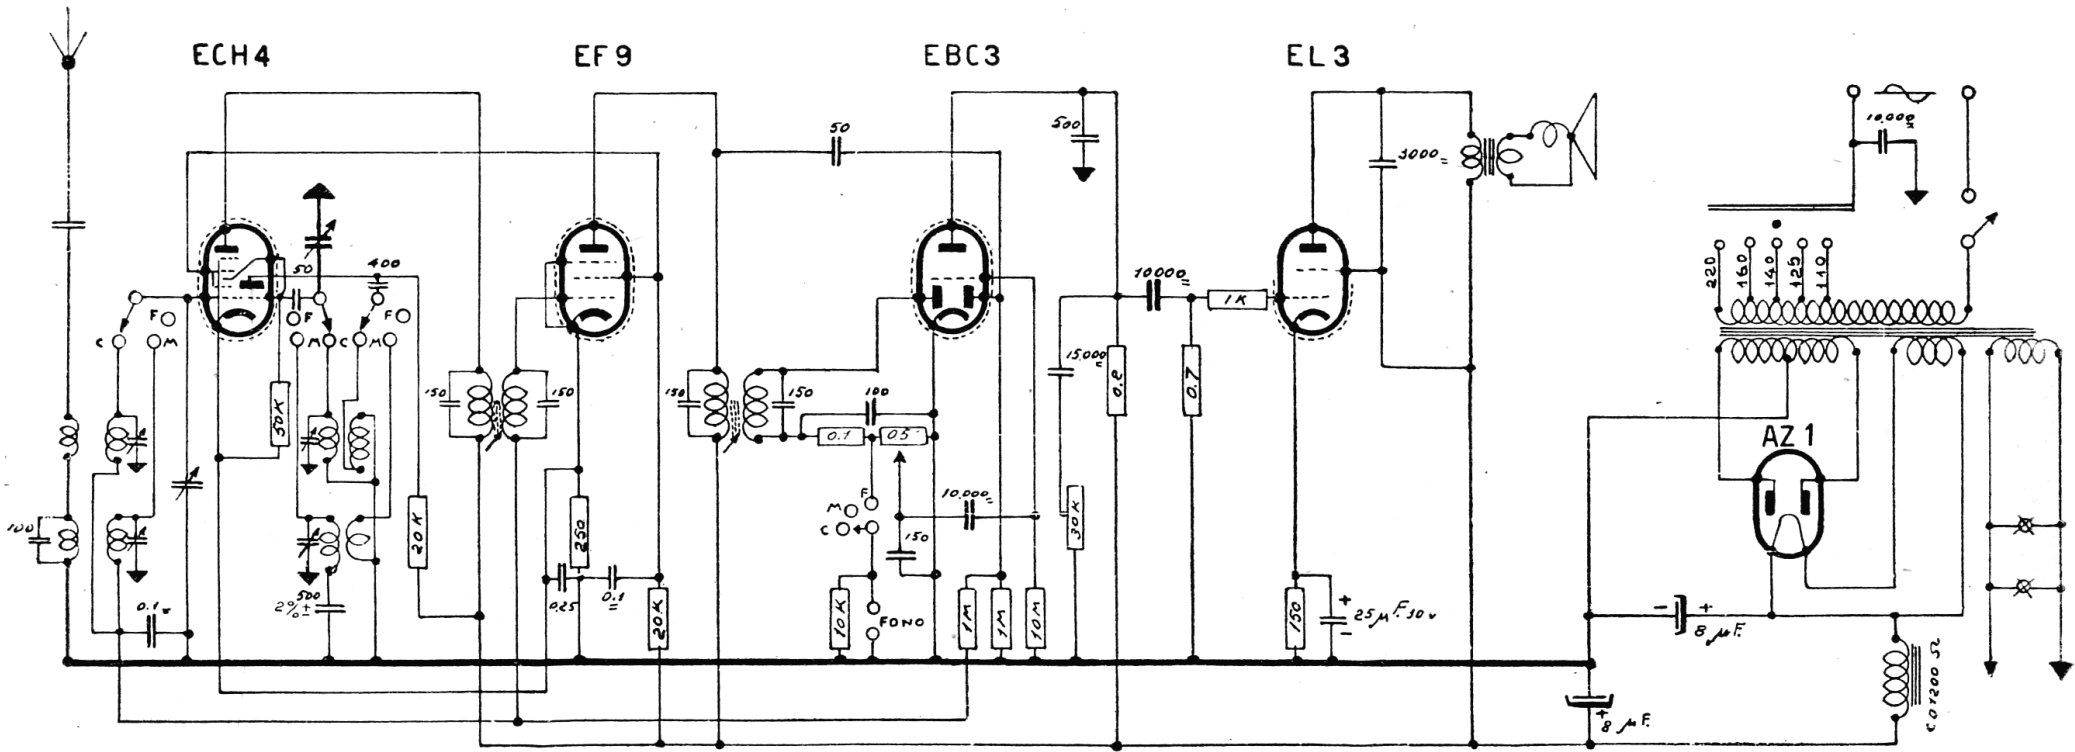 ECH4
EF9
EBC3
EL3
10.000=
50
500
3000=
50
400
220
160
140
125
110
10000=
1K
F
F
F
C
M
M
C
M
15.000=
0.2
0.7
150
150
150
150
100
50K
0.1
0.5
AZ1
F
M
C
10.000=
100
20K
250
150
30K
500
2%±
0.25
0.1=
0.1=
20K
10K
FONO
1M
1M
10M
150
+
25µF.30v
-
- +
8µF.
+
8µF.